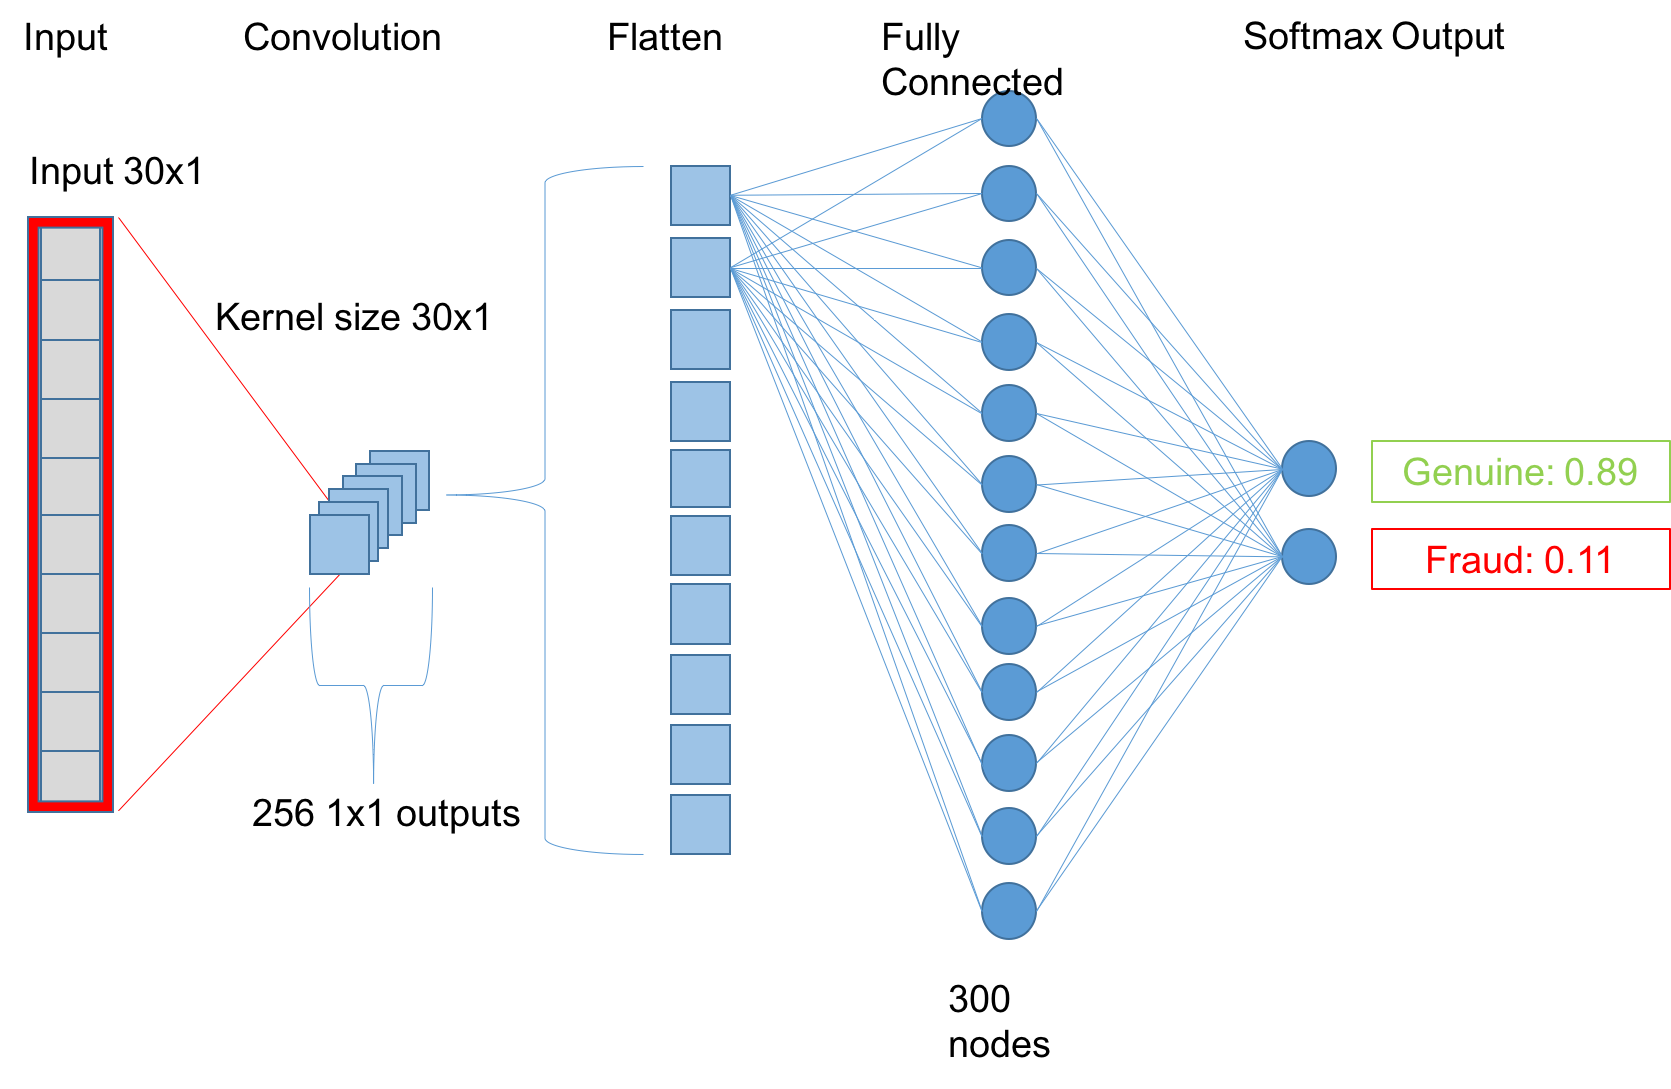 Input
Convolution
Flatten
Fully
Connected
Softmax Output
Input 30x1
Kernel size 30x1
256 1x1 outputs
Genuine: 0.89
Fraud: 0.11
300
nodes